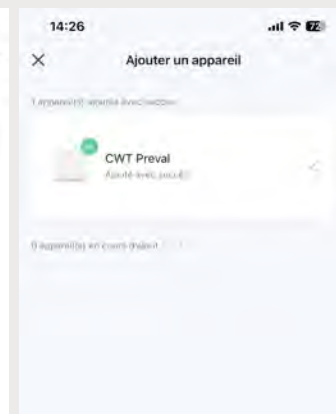 14:26
72
Ajouter un appareil
1 appareil(s) ajoutés avec succès
CWT Preval
Ajouté avec succès
0 appareil(s) en cours d'ajout